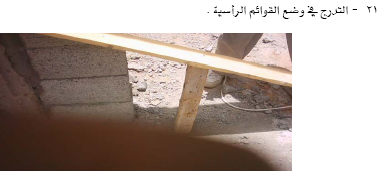 ٢١ - التدرج في وضع القوائم الرأسية .